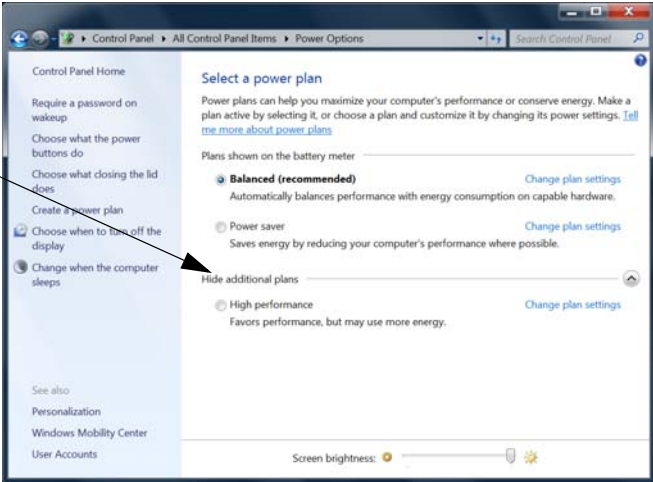 Control Panel ▸ All Control Panel Items ▸ Power Options
Search Control Panel
Control Panel Home
Require a password on
wakeup
Choose what the power
buttons do
Choose what closing the lid
does
Create a power plan
Choose when to turn off the
display
Change when the computer
sleeps
See also
Personalization
Windows Mobility Center
User Accounts
Select a power plan
Power plans can help you maximize your computer's performance or conserve energy. Make a
plan active by selecting it, or choose a plan and customize it by changing its power settings. Tell
me more about power plans
Plans shown on the battery meter
Balanced (recommended) Change plan settings
Automatically balances performance with energy consumption on capable hardware.
Power saver Change plan settings
Saves energy by reducing your computer's performance where possible.
Hide additional plans
High performance Change plan settings
Favors performance, but may use more energy.
Screen brightness: